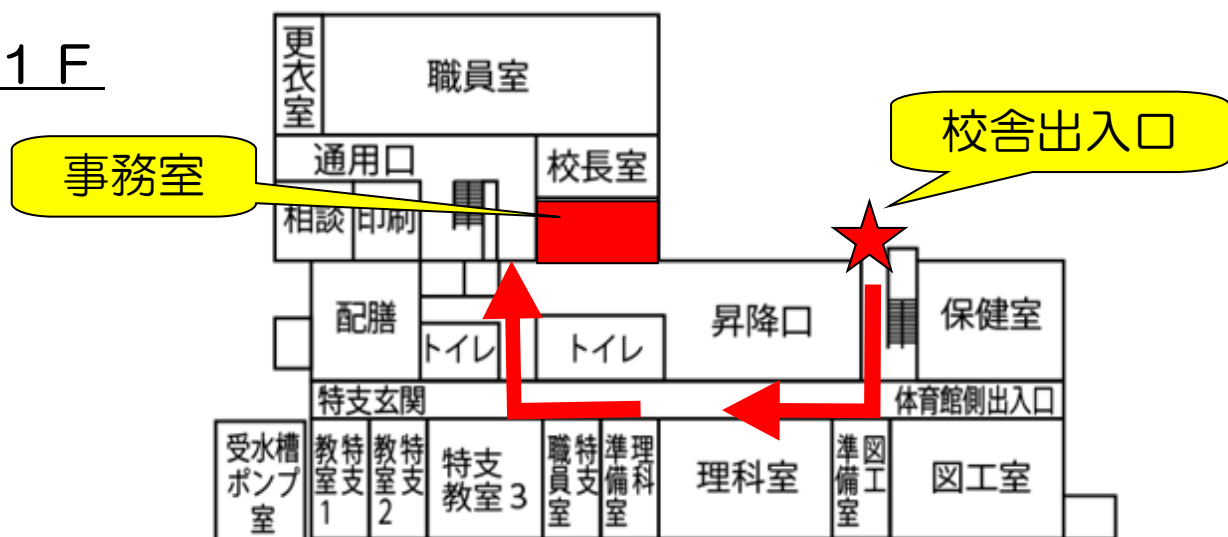 1F
更衣室
職員室
校舎出入口
事務室
通用口
校長室
相談
印刷
配膳
トイレ
トイレ
昇降口
保健室
特支玄関
体育館側出入口
受水槽
ポンプ
室
特支
教室1
特支
教室2
特支
教室3
特支
職員室
理科
準備室
理科室
図工
準備室
図工室